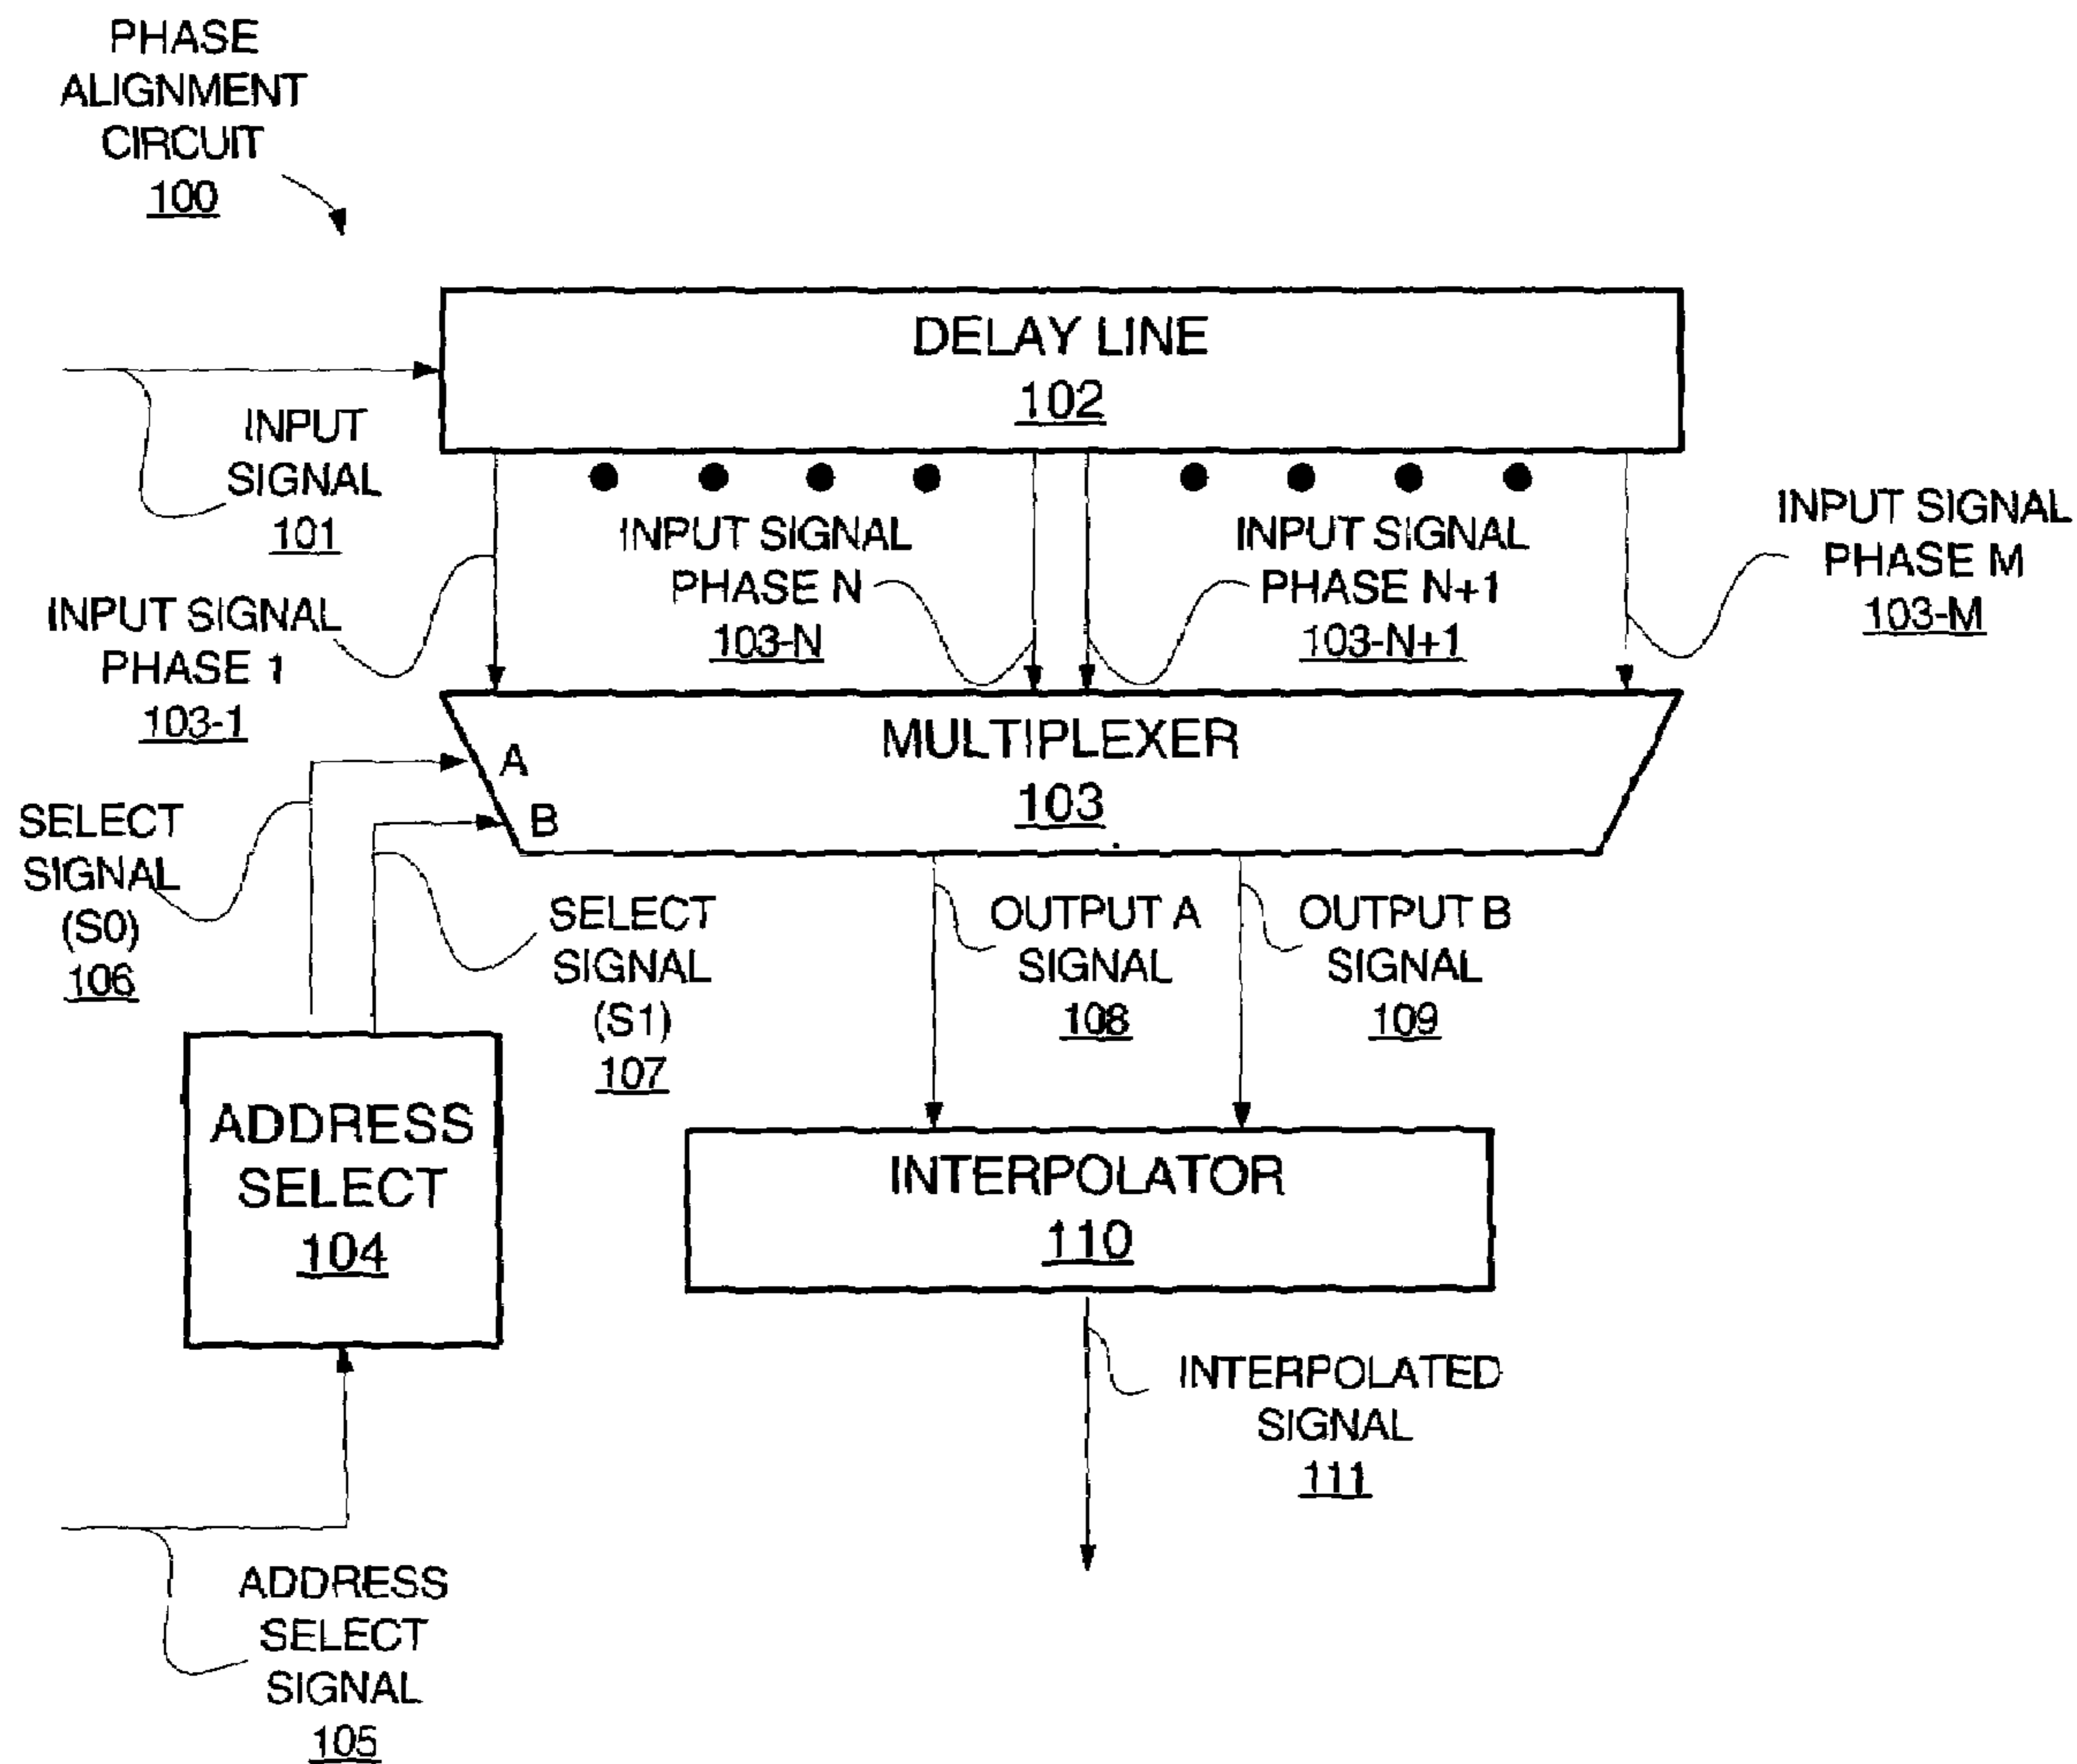 PHASE
ALIGNMENT
CIRCUIT
100
DELAY LINE
102
INPUT
SIGNAL
101
INPUT SIGNAL
PHASE 1
103-1
INPUT SIGNAL
PHASE N
103-N
INPUT SIGNAL
PHASE N+1
103-N+1
INPUT SIGNAL
PHASE M
103-M
MULTIPLEXER
103
A
B
SELECT
SIGNAL
(S0)
106
SELECT
SIGNAL
(S1)
107
OUTPUT A
SIGNAL
108
OUTPUT B
SIGNAL
109
ADDRESS
SELECT
104
INTERPOLATOR
110
INTERPOLATED
SIGNAL
111
ADDRESS
SELECT
SIGNAL
105